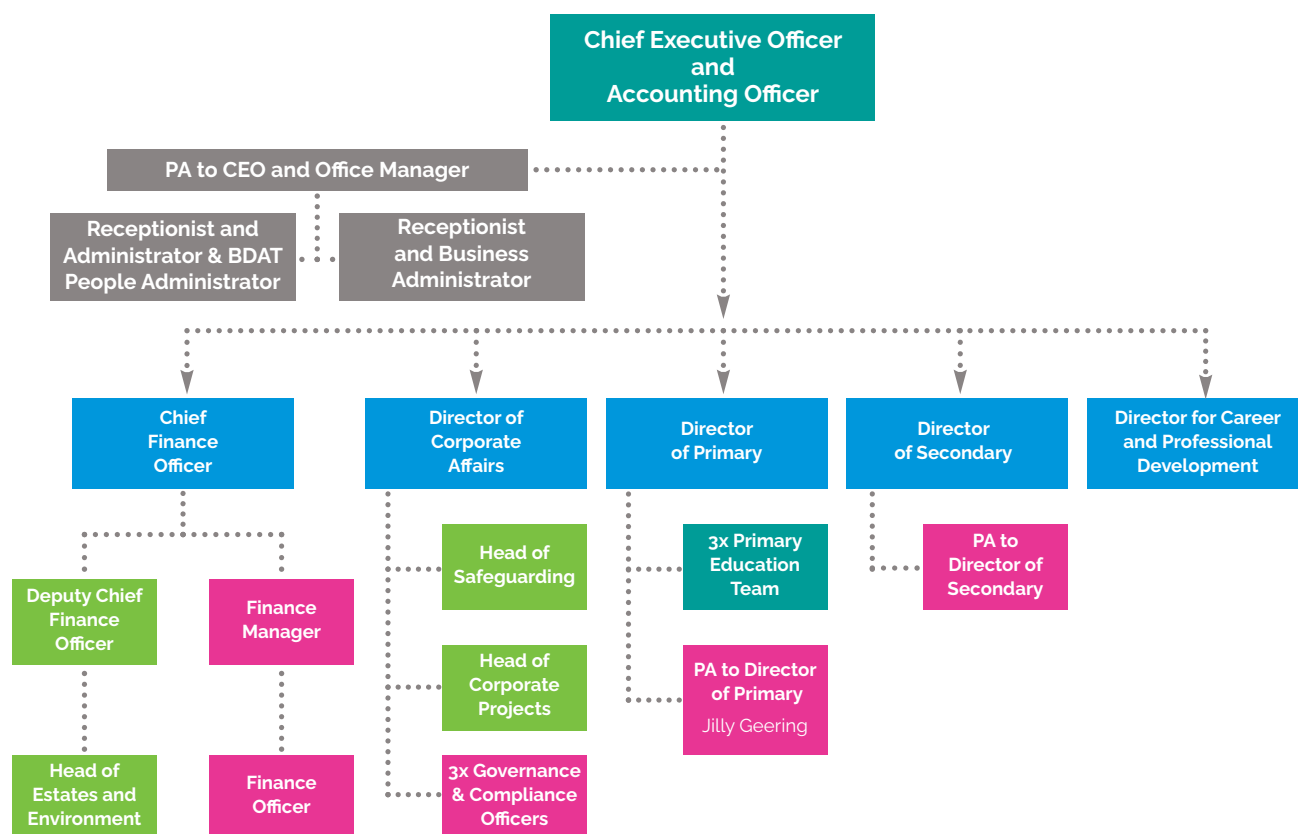 Chief Executive Officer
and
Accounting Officer
PA to CEO and Office Manager
Receptionist and
Administrator & BDAT
People Administrator
Receptionist
and Business
Administrator
Chief
Finance
Officer
Director of
Corporate
Affairs
Director
of Primary
Director
of Secondary
Director for Career
and Professional
Development
Deputy Chief
Finance
Officer
Finance
Manager
Head of
Estates and
Environment
Finance
Officer
Head of
Safeguarding
Head of
Corporate
Projects
3x Governance
& Compliance
Officers
3x Primary
Education
Team
PA to Director
of Primary
Jilly Geering
PA to
Director of
Secondary